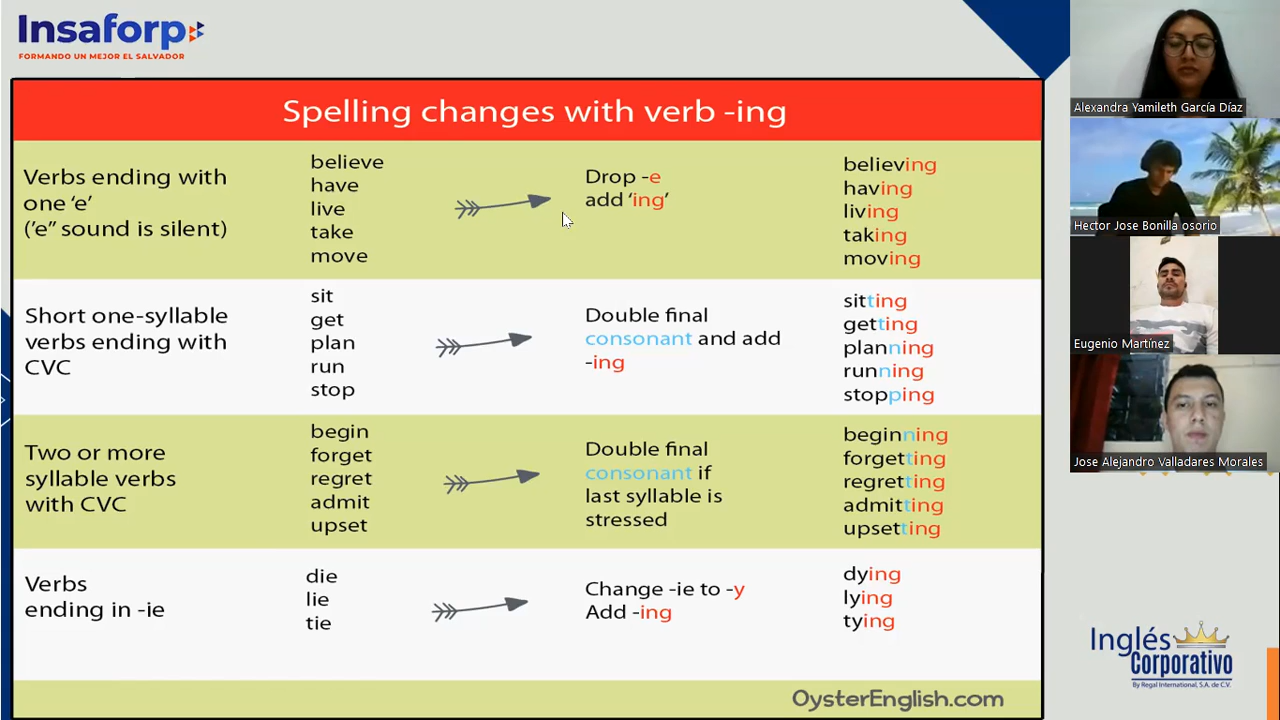 Insaforp
FORMANDO UN MEJOR EL SALVADOR
Spelling changes with verb -ing
Verbs ending with
one ‘e’
(’e” sound is silent)
believe
have
live
take
move
Drop -e
add ‘ing’
believing
having
living
taking
moving
Short one-syllable
verbs ending with
CVC
sit
get
plan
run
stop
Double final
consonant and add
-ing
sitting
getting
planning
running
stopping
Two or more
syllable verbs
with CVC
begin
forget
regret
admit
upset
Double final
consonant if
last syllable is
stressed
beginning
forgetting
regretting
admitting
upsetting
Verbs
ending in -ie
die
lie
tie
Change -ie to -y
Add -ing
dying
lying
tying
OysterEnglish.com
Alexandra Yamileth García Díaz
Hector Jose Bonilla osorio
Eugenio Martínez
Jose Alejandro Valladares Morales
Inglés
Corporativo
By Regal International, S.A. de C.V.